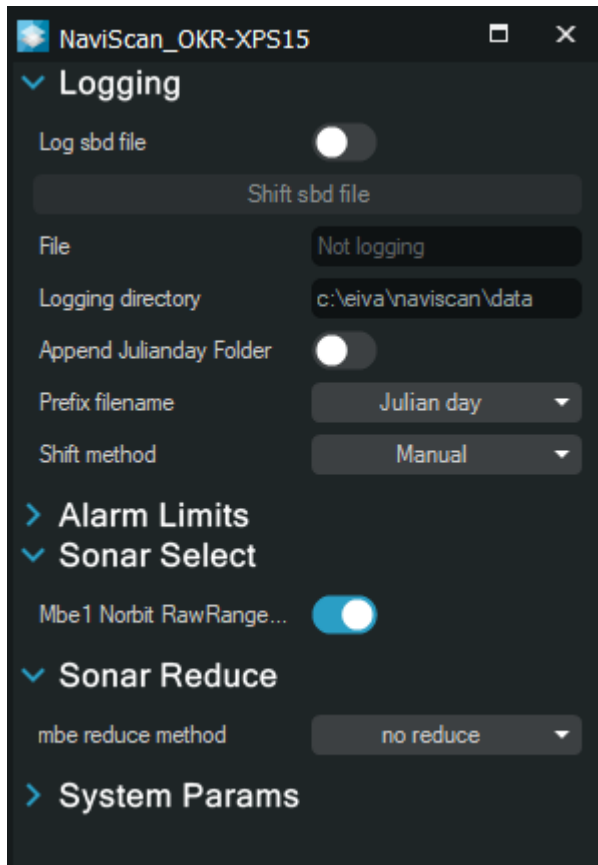 NaviScan_OKR-XPS15
Logging
Log sbd file
Shift sbd file
File Not logging
Logging directory c:\eiva\naviscan\data
Append Julianday Folder
Prefix filename Julian day
Shift method Manual
Alarm Limits
Sonar Select
Mbe1 Norbit RawRange...
Sonar Reduce
mbe reduce method no reduce
System Params